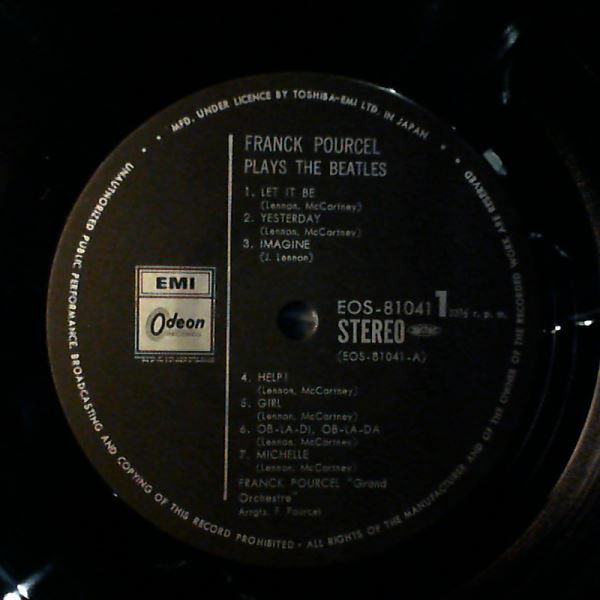 MFD. UNDER LICENCE BY TOSHIBA-EMI LTD. IN JAPAN
FRANCK POURCEL
PLAYS THE BEATLES
1. LET IT BE
(Lennon, McCartney)
2. YESTERDAY
(Lennon, McCartney)
3. IMAGINE
(J. Lennon)
EMI
Odeon
EOS-81041 1 33⅓ r. p. m.
STEREO
(EOS-81041-A)
4. HELP!
(Lennon, McCartney)
5. GIRL
(Lennon, McCartney)
6. OB-LA-DI, OB-LA-DA
(Lennon, McCartney)
7. MICHELLE
(Lennon, McCartney)
FRANCK POURCEL "Grand
Orchestre"
Arrgts. F. Pourcel
UNAUTHORIZED PUBLIC PERFORMANCE, BROADCASTING AND COPYING OF THIS RECORD PROHIBITED · ALL RIGHTS OF THE MANUFACTURER AND OF THE OWNER OF THE RECORDED WORK ARE RESERVED